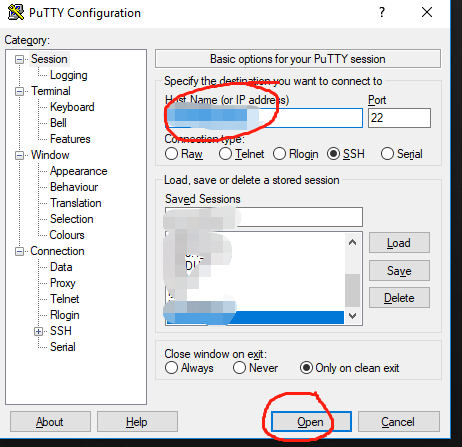 PuTTY Configuration
Category:
Session
Logging
Terminal
Keyboard
Bell
Features
Window
Appearance
Behaviour
Translation
Selection
Colours
Connection
Data
Proxy
Telnet
Rlogin
SSH
Serial
Basic options for your PuTTY session
Specify the destination you want to connect to
Host Name (or IP address) Port
22
Connection type:
Raw Telnet Rlogin SSH Serial
Load, save or delete a stored session
Saved Sessions
Load
Save
Delete
Close window on exit:
Always Never Only on clean exit
About Help Open Cancel